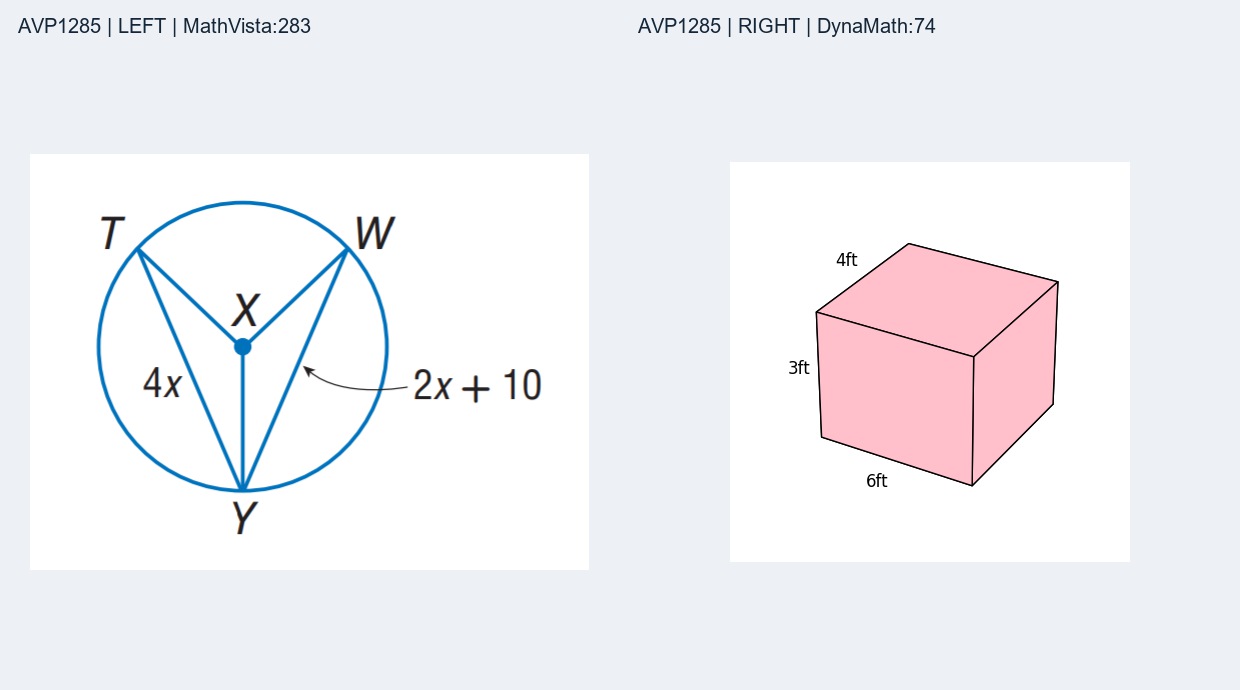 AVP1285 | LEFT | MathVista:283
AVP1285 | RIGHT | DynaMath:74
T
W
X
4x
2x + 10
Y
4ft
3ft
6ft